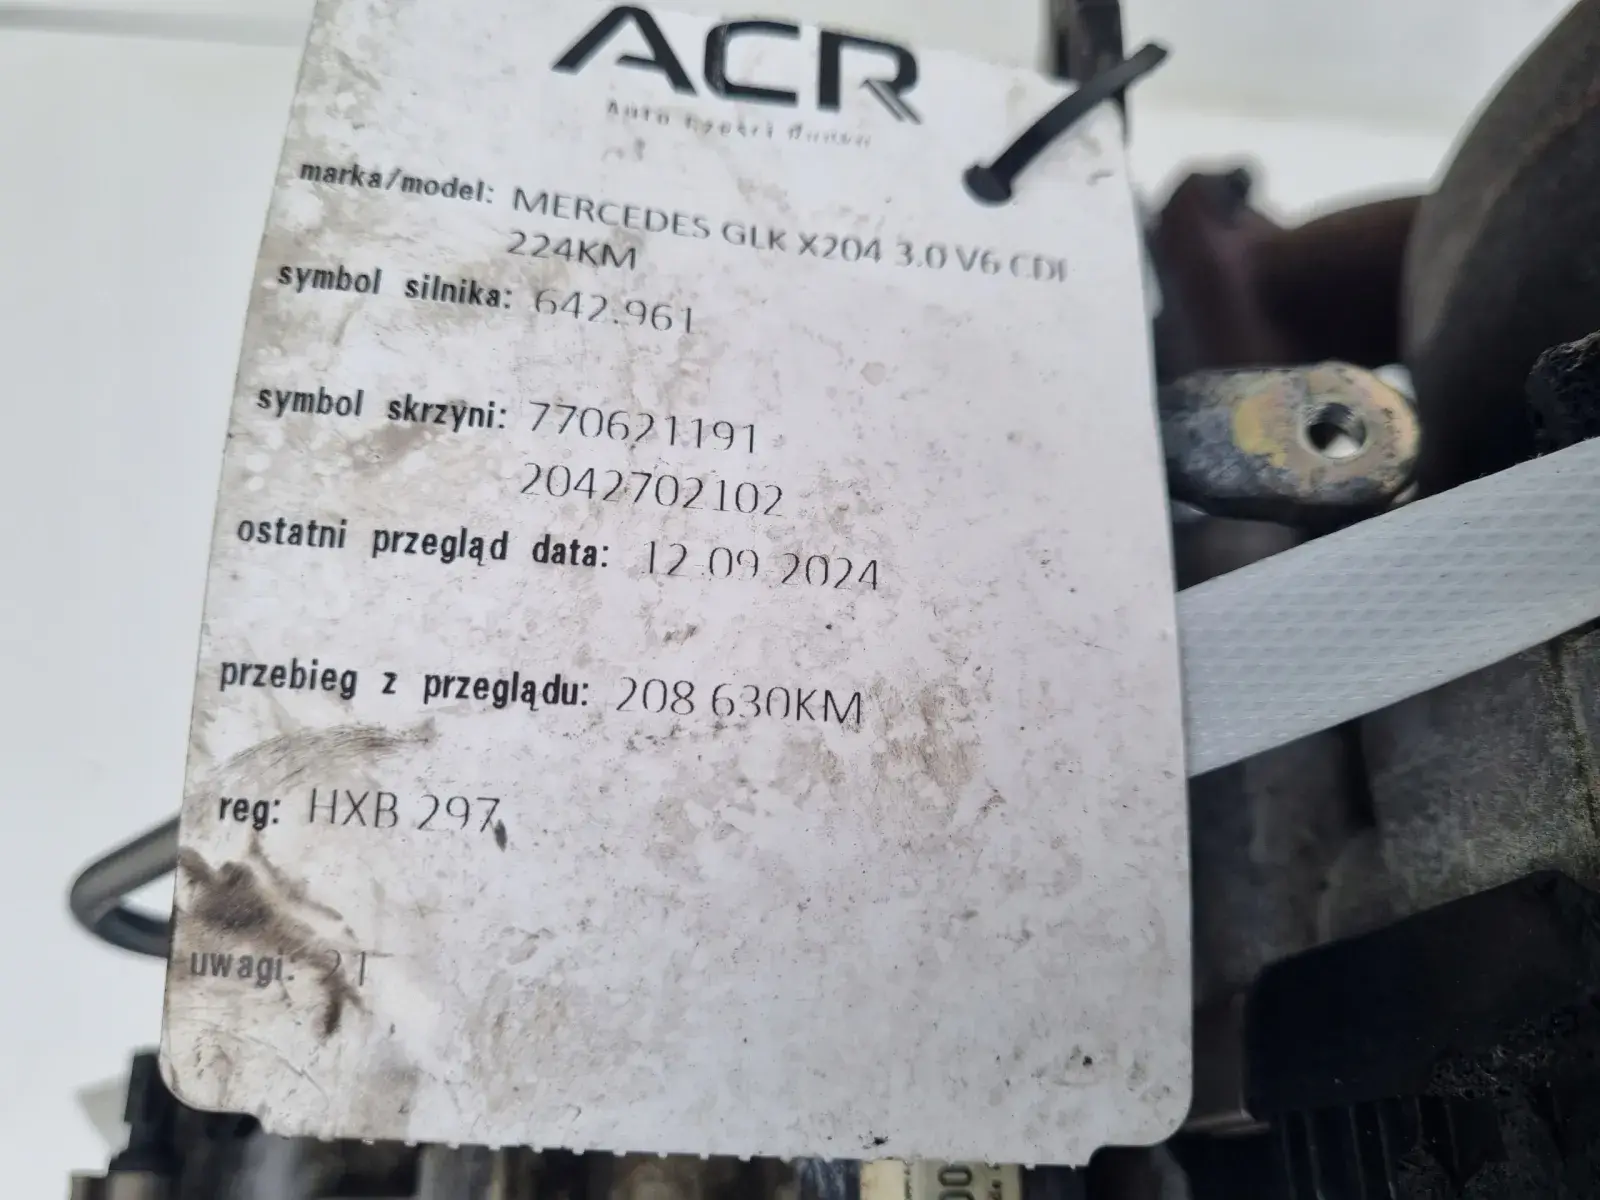 ACR
marka/model: MERCEDES GLK X204 3.0 V6 CDI
224KM
symbol silnika: 642.961
symbol skrzyni: 770621191
2042702102
ostatni przegląd data: 12-09-2024
przebieg z przeglądu: 208 630KM
reg: HXB 297
uwagi: 21